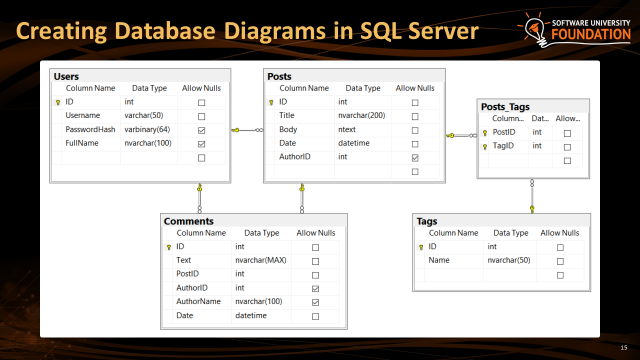 Creating Database Diagrams in SQL Server
SOFTWARE UNIVERSITY
FOUNDATION
Users
Column Name Data Type Allow Nulls
ID int
Username varchar(50)
PasswordHash varbinary(64)
FullName nvarchar(100)
Posts
Column Name Data Type Allow Nulls
ID int
Title nvarchar(200)
Body ntext
Date datetime
AuthorID int
Posts_Tags
Column... Dat... Allow...
PostID int
TagID int
Comments
Column Name Data Type Allow Nulls
ID int
Text nvarchar(MAX)
PostID int
AuthorID int
AuthorName nvarchar(100)
Date datetime
Tags
Column Name Data Type Allow Nulls
ID int
Name nvarchar(50)
15